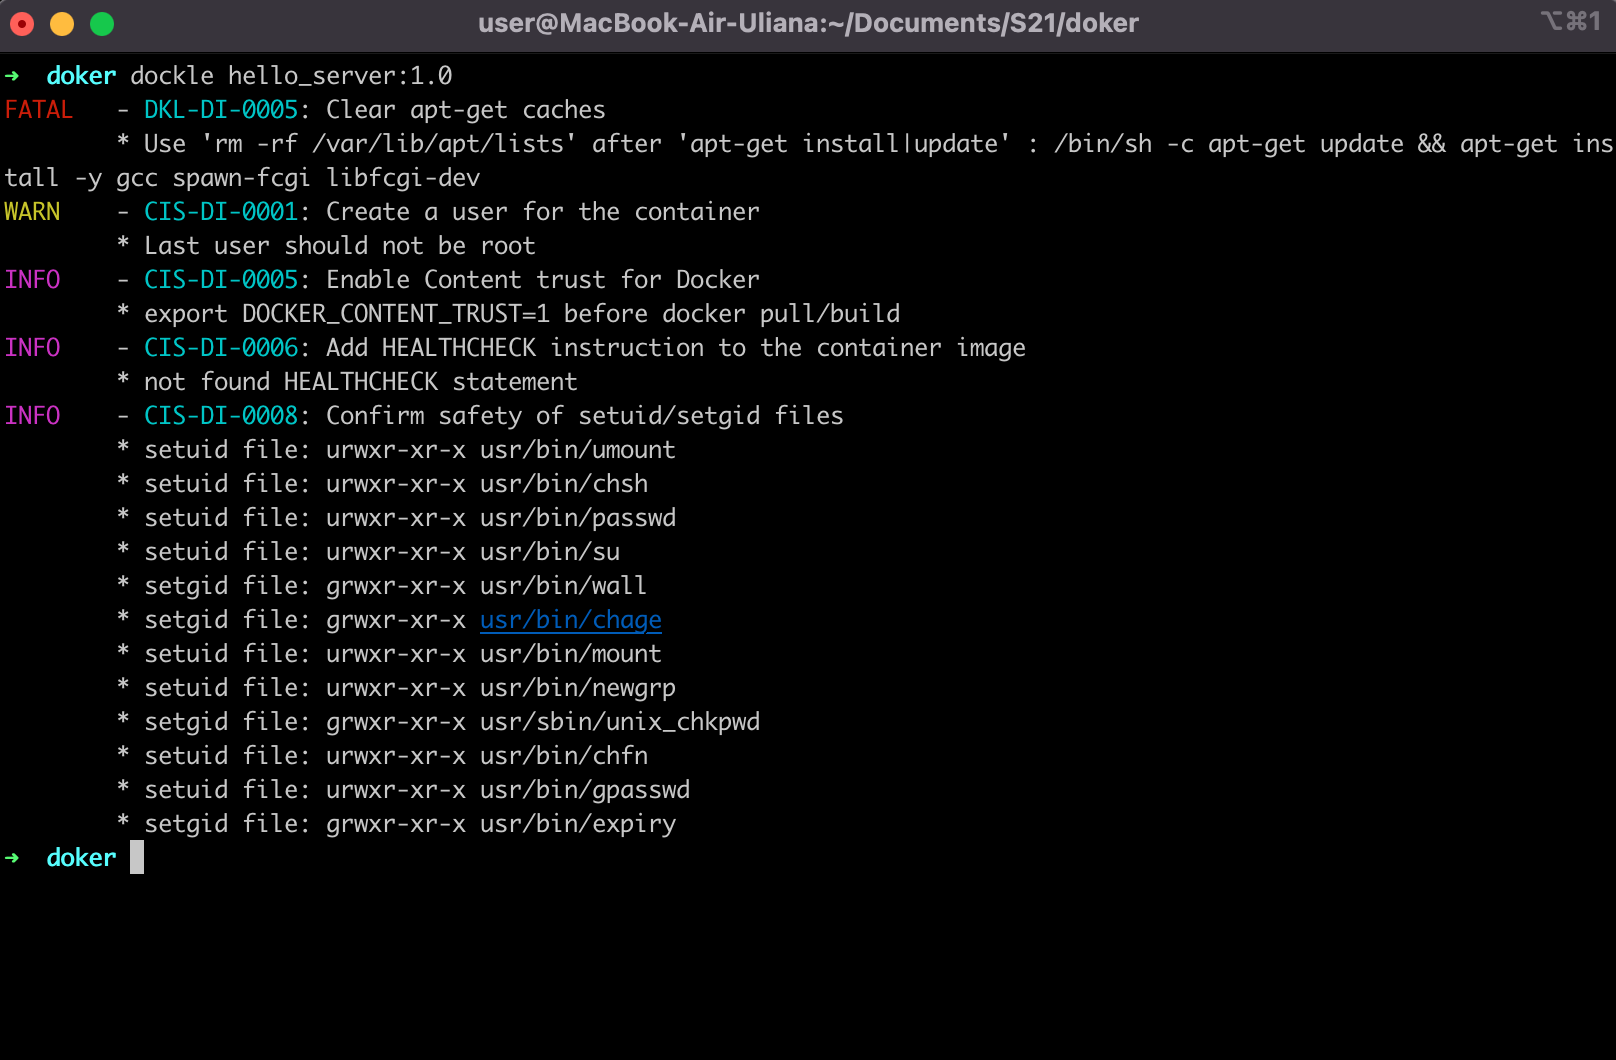 user@MacBook-Air-Uliana:~/Documents/S21/doker ⌥⌘1
➜ doker dockle hello_server:1.0
FATAL - DKL-DI-0005: Clear apt-get caches
* Use 'rm -rf /var/lib/apt/lists' after 'apt-get install|update' : /bin/sh -c apt-get update && apt-get ins
tall -y gcc spawn-fcgi libfcgi-dev
WARN - CIS-DI-0001: Create a user for the container
* Last user should not be root
INFO - CIS-DI-0005: Enable Content trust for Docker
* export DOCKER_CONTENT_TRUST=1 before docker pull/build
INFO - CIS-DI-0006: Add HEALTHCHECK instruction to the container image
* not found HEALTHCHECK statement
INFO - CIS-DI-0008: Confirm safety of setuid/setgid files
* setuid file: urwxr-xr-x usr/bin/umount
* setuid file: urwxr-xr-x usr/bin/chsh
* setuid file: urwxr-xr-x usr/bin/passwd
* setuid file: urwxr-xr-x usr/bin/su
* setgid file: grwxr-xr-x usr/bin/wall
* setgid file: grwxr-xr-x usr/bin/chage
* setuid file: urwxr-xr-x usr/bin/mount
* setuid file: urwxr-xr-x usr/bin/newgrp
* setgid file: grwxr-xr-x usr/sbin/unix_chkpwd
* setuid file: urwxr-xr-x usr/bin/chfn
* setuid file: urwxr-xr-x usr/bin/gpasswd
* setgid file: grwxr-xr-x usr/bin/expiry
➜ doker